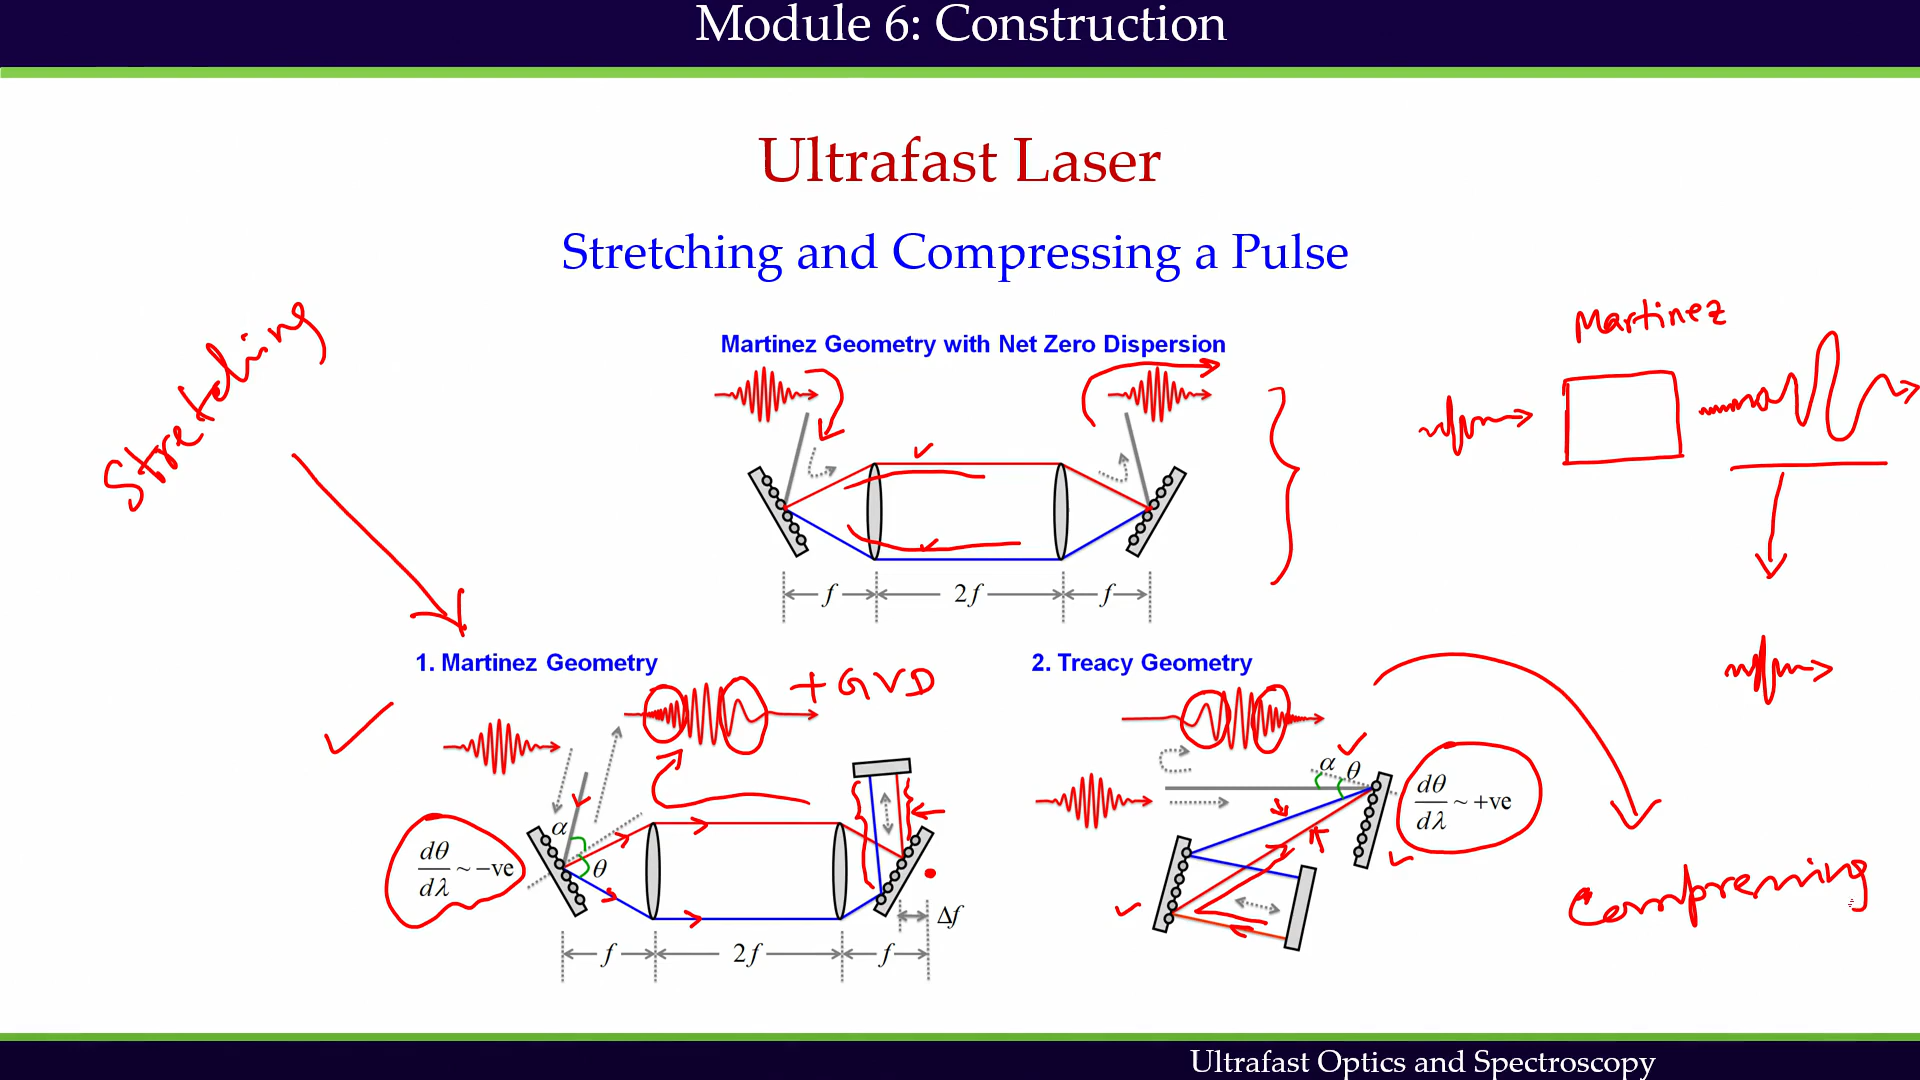 Module 6: Construction
Ultrafast Laser
Stretching and Compressing a Pulse
Stretching
Martinez
Martinez Geometry with Net Zero Dispersion
f 2f f
1. Martinez Geometry
+ GVD
α
θ
dθ/dλ ~ −ve
Δf
f 2f f
2. Treacy Geometry
α θ
dθ/dλ ~ +ve
Compressing
Ultrafast Optics and Spectroscopy